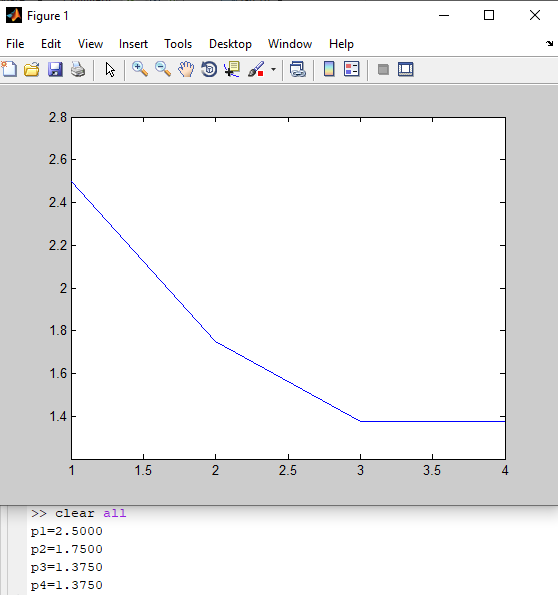 Figure 1
File Edit View Insert Tools Desktop Window Help
2.8
2.6
2.4
2.2
2
1.8
1.6
1.4
1 1.5 2 2.5 3 3.5 4
>> clear all
p1=2.5000
p2=1.7500
p3=1.3750
p4=1.3750